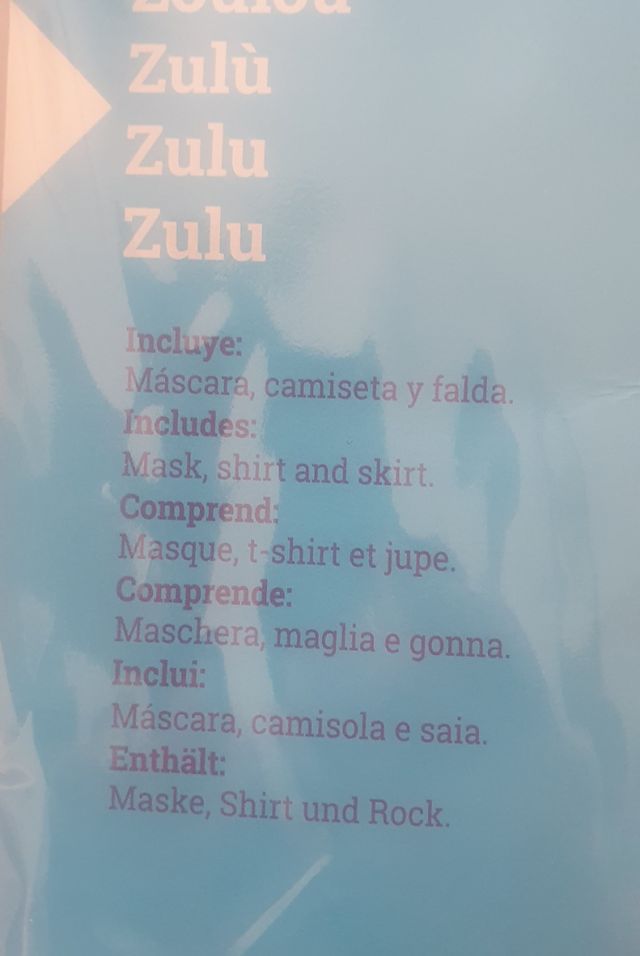 Zoulou
Zulù
Zulu
Zulu
Incluye:
Máscara, camiseta y falda.
Includes:
Mask, shirt and skirt.
Comprend:
Masque, t-shirt et jupe.
Comprende:
Maschera, maglia e gonna.
Inclui:
Máscara, camisola e saia.
Enthält:
Maske, Shirt und Rock.